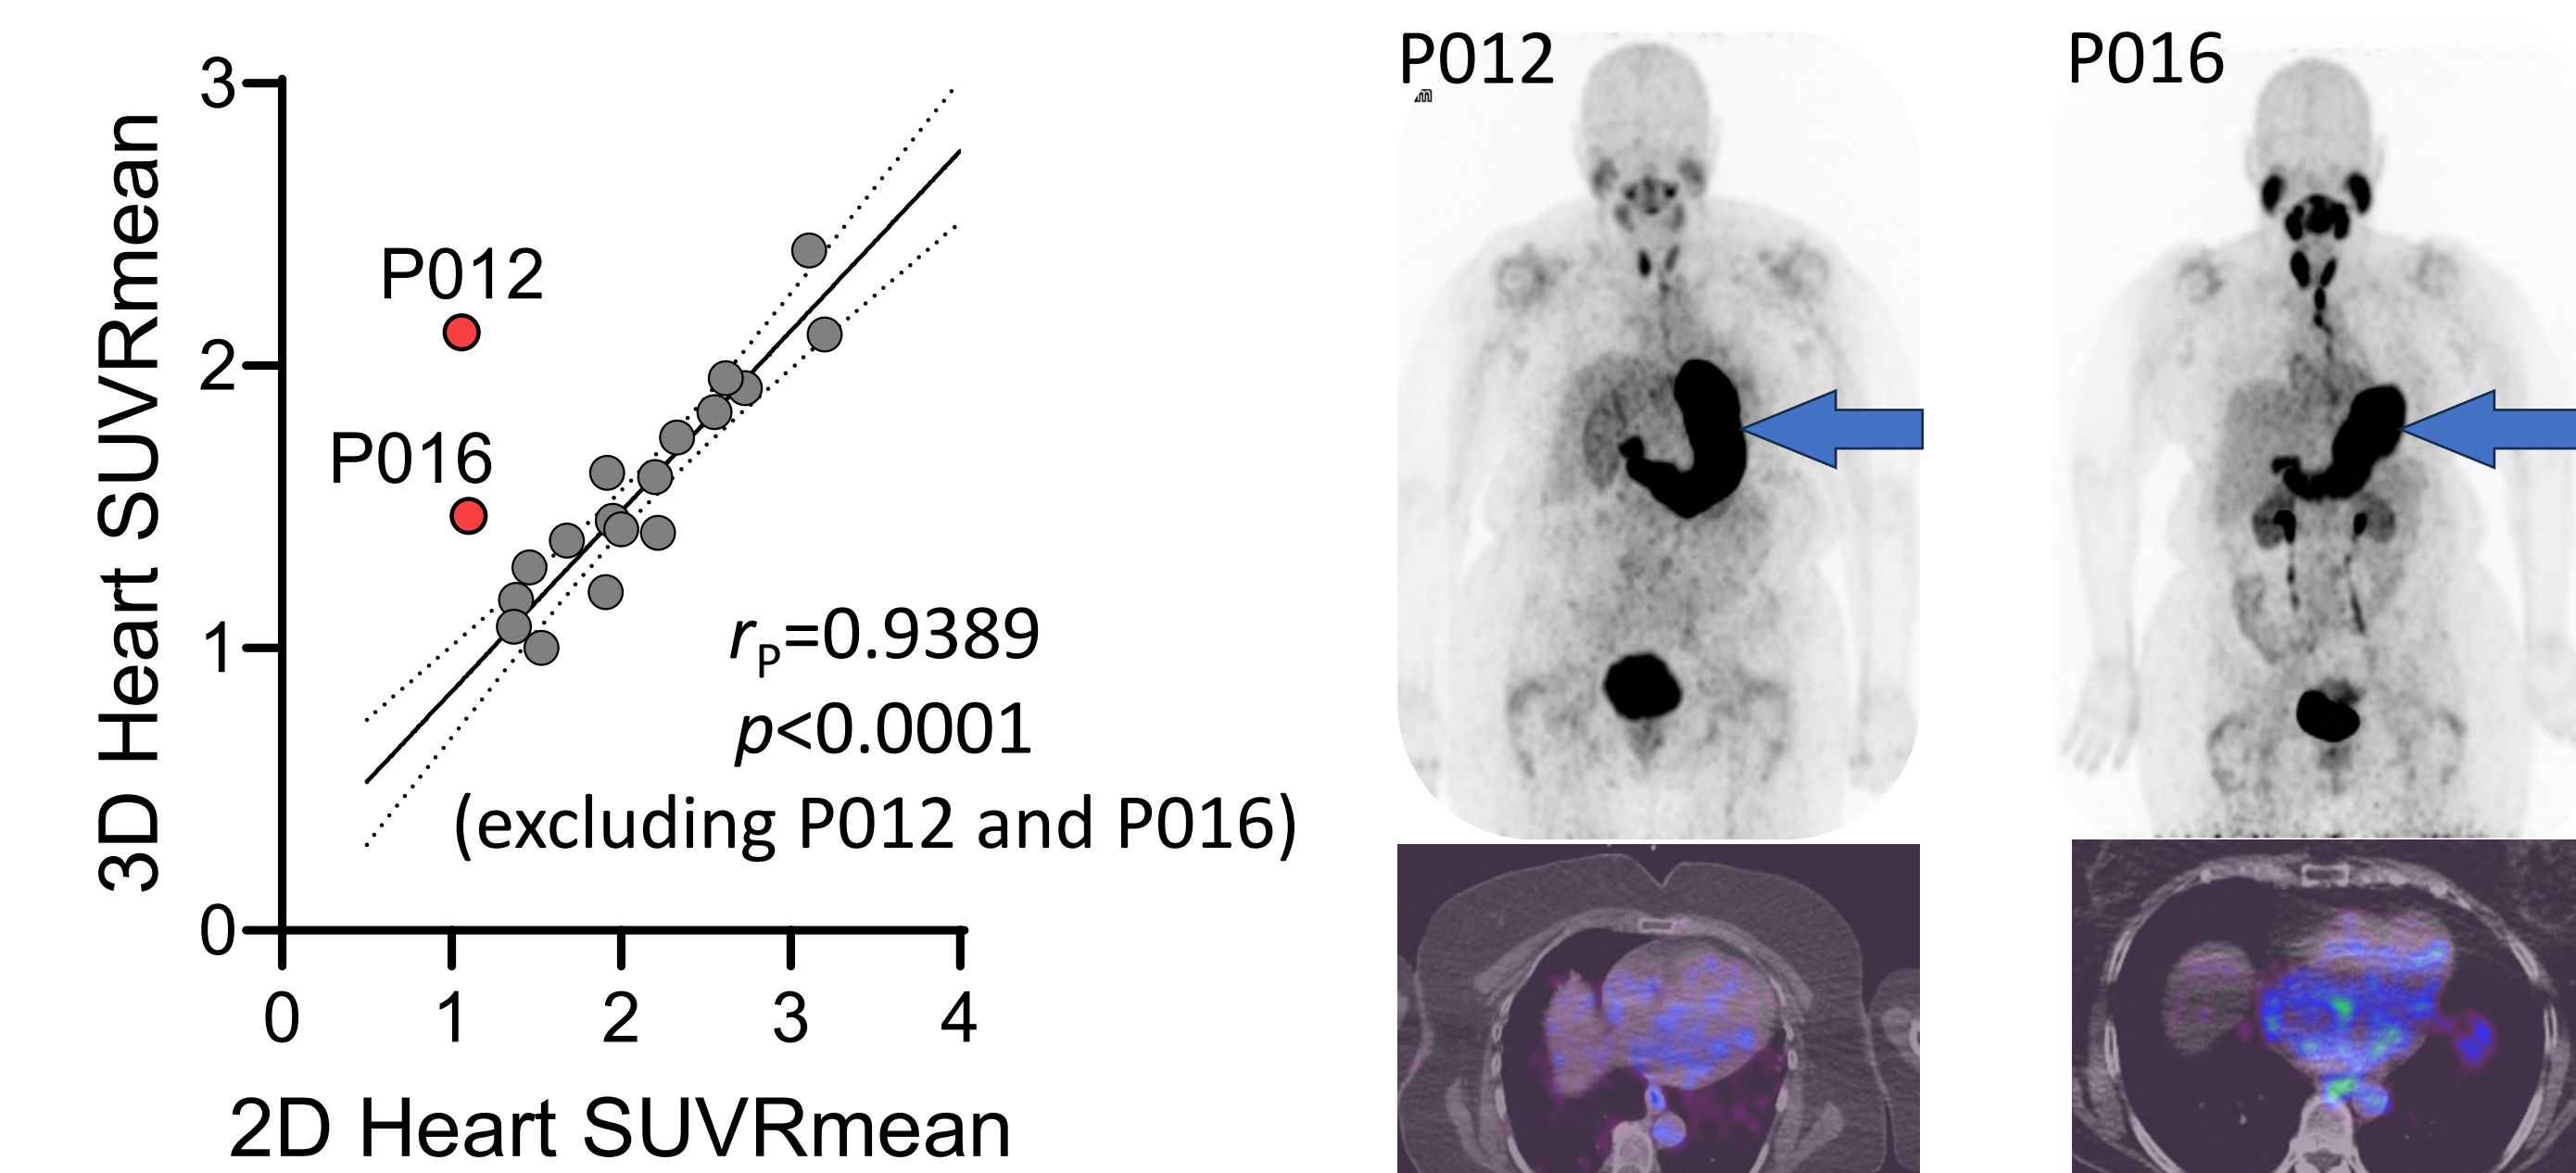 3D Heart SUVRmean
3
2
1
0
P012
P016
rP=0.9389
p<0.0001
(excluding P012 and P016)
0 1 2 3 4
2D Heart SUVRmean
P012
P016